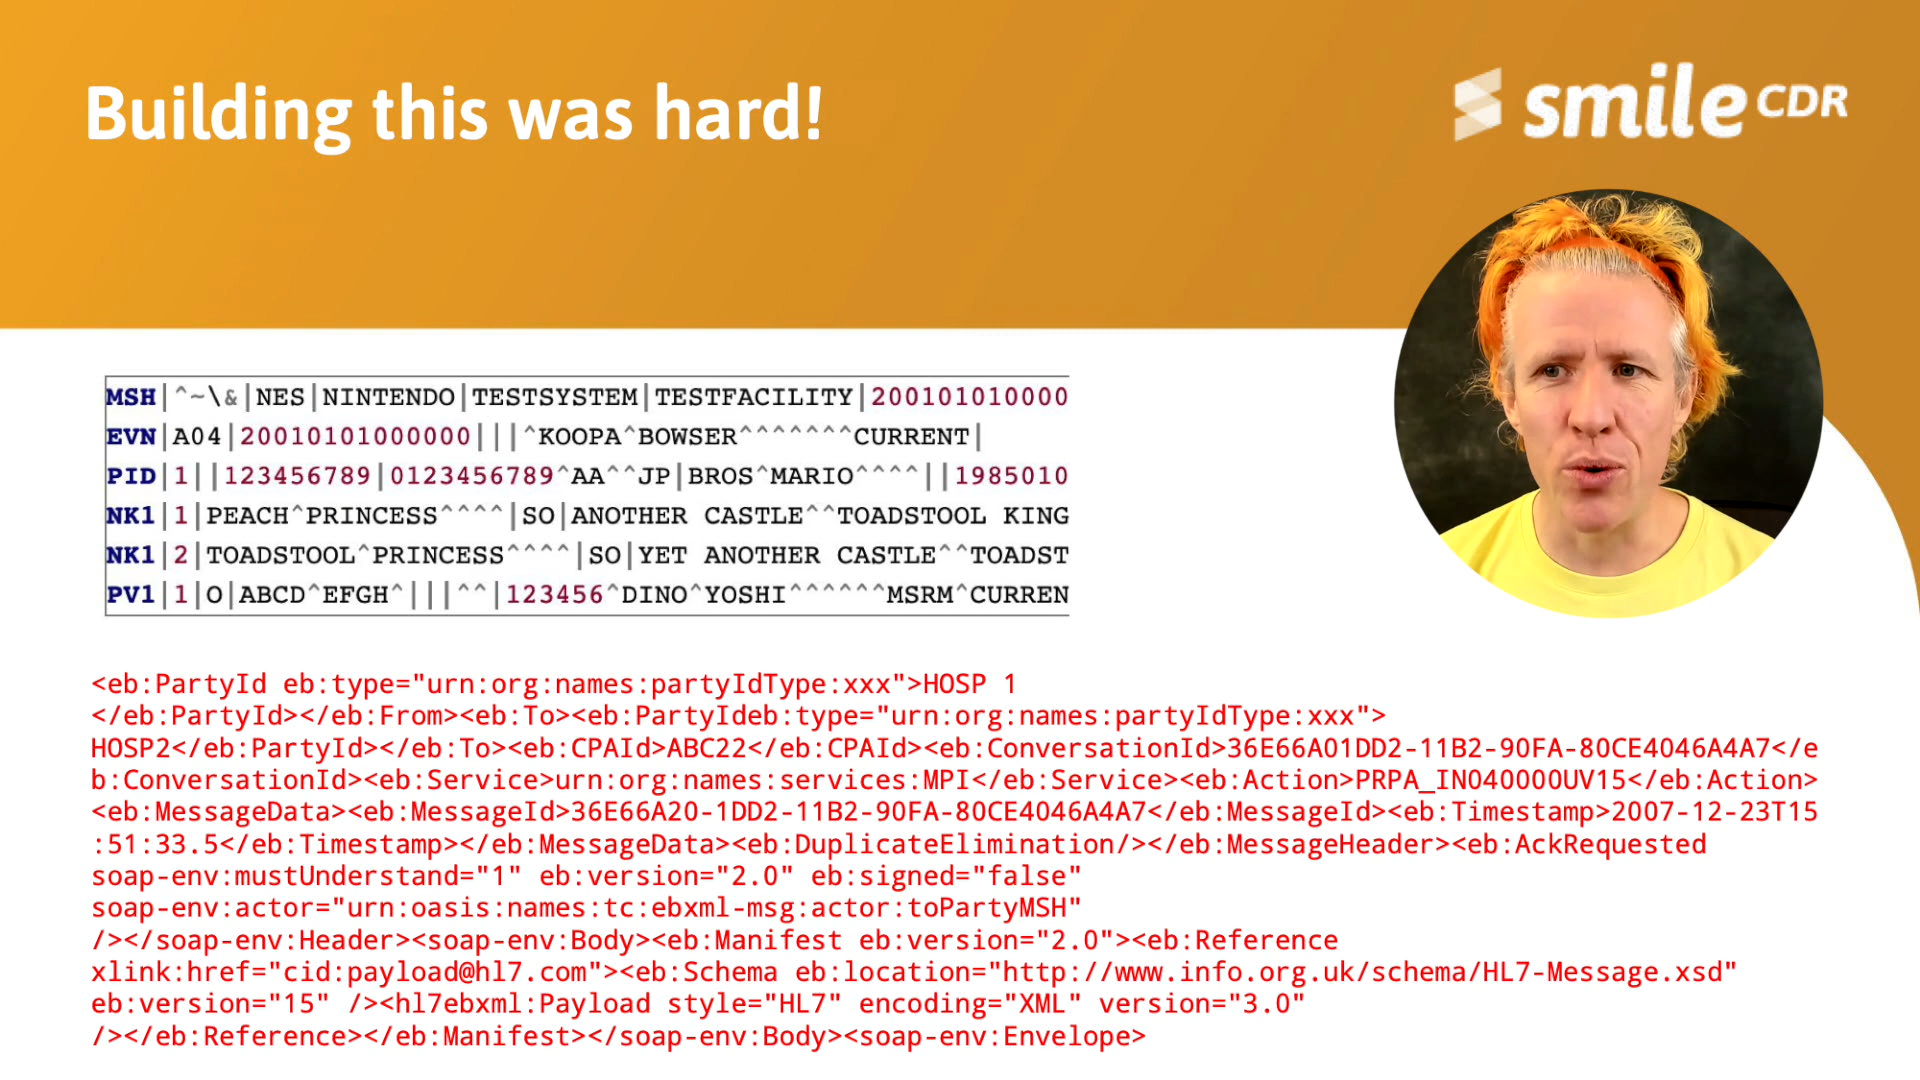 Building this was hard!
smile CDR
MSH|^~\&|NES|NINTENDO|TESTSYSTEM|TESTFACILITY|200101010000
EVN|A04|20010101000000|||^KOOPA^BOWSER^^^^^^^CURRENT|
PID|1||123456789|0123456789^AA^^JP|BROS^MARIO^^^^||1985010
NK1|1|PEACH^PRINCESS^^^^|SO|ANOTHER CASTLE^^TOADSTOOL KING
NK1|2|TOADSTOOL^PRINCESS^^^^|SO|YET ANOTHER CASTLE^^TOADST
PV1|1|O|ABCD^EFGH^|||^^|123456^DINO^YOSHI^^^^^^MSRM^CURREN
<eb:PartyId eb:type="urn:org:names:partyIdType:xxx">HOSP 1
</eb:PartyId></eb:From><eb:To><eb:PartyIdeb:type="urn:org:names:partyIdType:xxx">
HOSP2</eb:PartyId></eb:To><eb:CPAId>ABC22</eb:CPAId><eb:ConversationId>36E66A01DD2-11B2-90FA-80CE4046A4A7</e
b:ConversationId><eb:Service>urn:org:names:services:MPI</eb:Service><eb:Action>PRPA_IN040000UV15</eb:Action>
<eb:MessageData><eb:MessageId>36E66A20-1DD2-11B2-90FA-80CE4046A4A7</eb:MessageId><eb:Timestamp>2007-12-23T15
:51:33.5</eb:Timestamp></eb:MessageData><eb:DuplicateElimination/></eb:MessageHeader><eb:AckRequested
soap-env:mustUnderstand="1" eb:version="2.0" eb:signed="false"
soap-env:actor="urn:oasis:names:tc:ebxml-msg:actor:toPartyMSH"
/></soap-env:Header><soap-env:Body><eb:Manifest eb:version="2.0"><eb:Reference
xlink:href="cid:payload@hl7.com"><eb:Schema eb:location="http://www.info.org.uk/schema/HL7-Message.xsd"
eb:version="15" /><hl7ebxml:Payload style="HL7" encoding="XML" version="3.0"
/></eb:Reference></eb:Manifest></soap-env:Body><soap-env:Envelope>